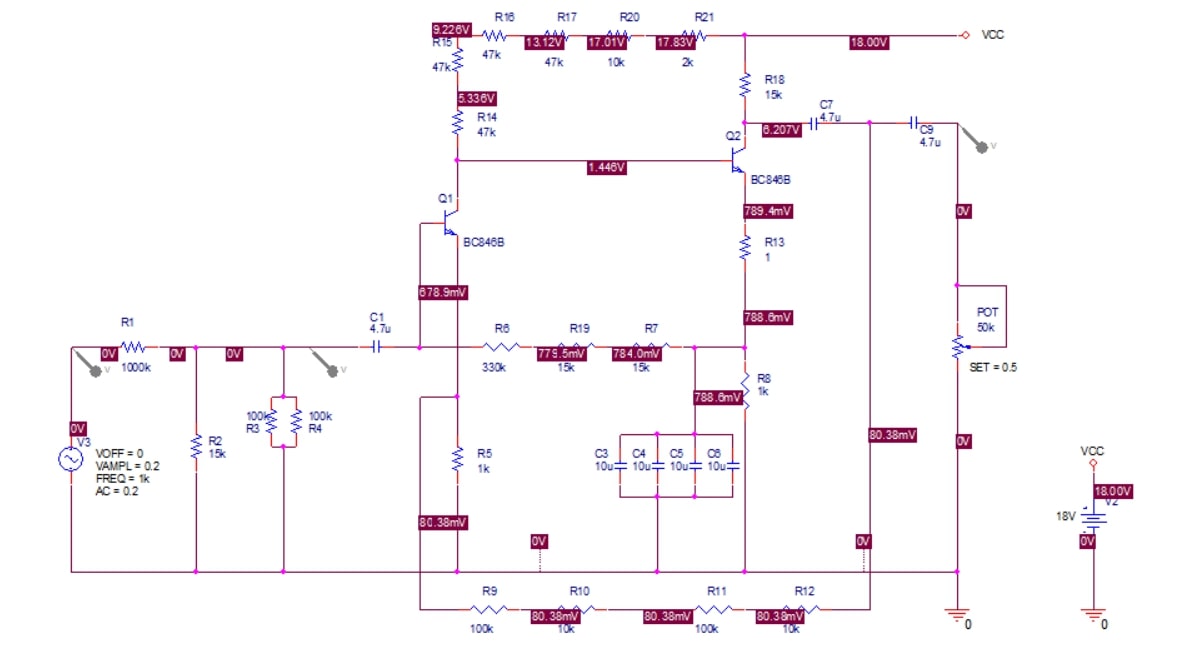 R16
R17
R20
R21
9.226V
13.12V
17.01V
17.83V
18.00V
VCC
R15
47k
47k
47k
10k
2k
R18
15k
5.336V
R14
47k
C7
4.7u
6.207V
C9
4.7u
V
Q2
BC846B
1.446V
Q1
BC846B
789.4mV
0V
R13
1
678.9mV
788.6mV
R1
1000k
0V
0V
0V
V
V
C1
4.7u
R6
330k
R19
779.5mV
15k
R7
784.0mV
15k
POT
50k
SET = 0.5
R8
1k
788.6mV
100k
R3
100k
R4
0V
V3
VOFF = 0
VAMPL = 0.2
FREQ = 1k
AC = 0.2
R2
15k
R5
1k
C3
10u
C4
10u
C5
10u
C6
10u
80.38mV
0V
VCC
18.00V
V2
18V
0V
80.38mV
0V
0V
R9
100k
R10
80.38mV
10k
80.38mV
R11
100k
R12
80.38mV
10k
0
0